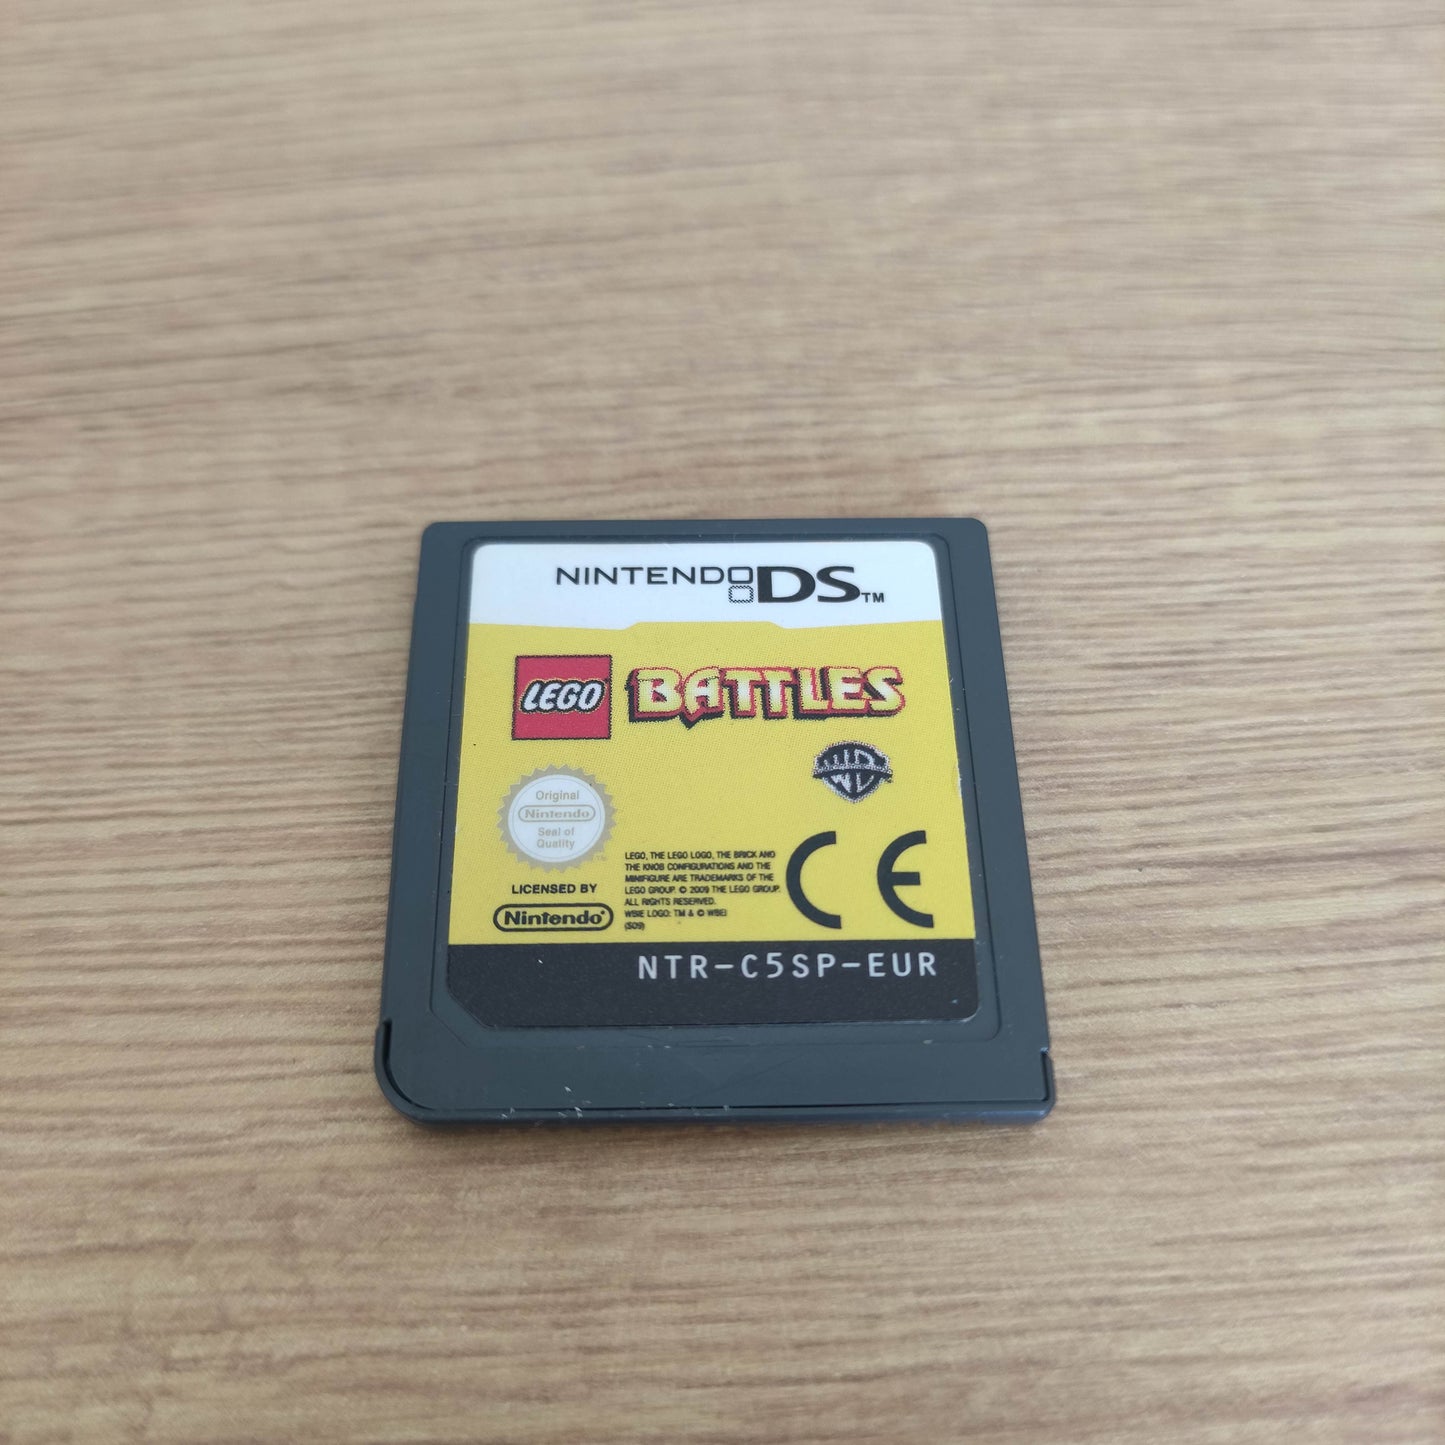 NINTENDO DS™
LEGO BATTLES
WB
Original
Nintendo
Seal of
Quality
™
LICENSED BY
Nintendo®
LEGO, THE LEGO LOGO, THE BRICK AND
THE KNOB CONFIGURATIONS AND THE
MINIFIGURE ARE TRADEMARKS OF THE
LEGO GROUP. © 2009 THE LEGO GROUP.
ALL RIGHTS RESERVED.
WBIE LOGO: TM & © WBEI
(S09)
CE
NTR-C5SP-EUR